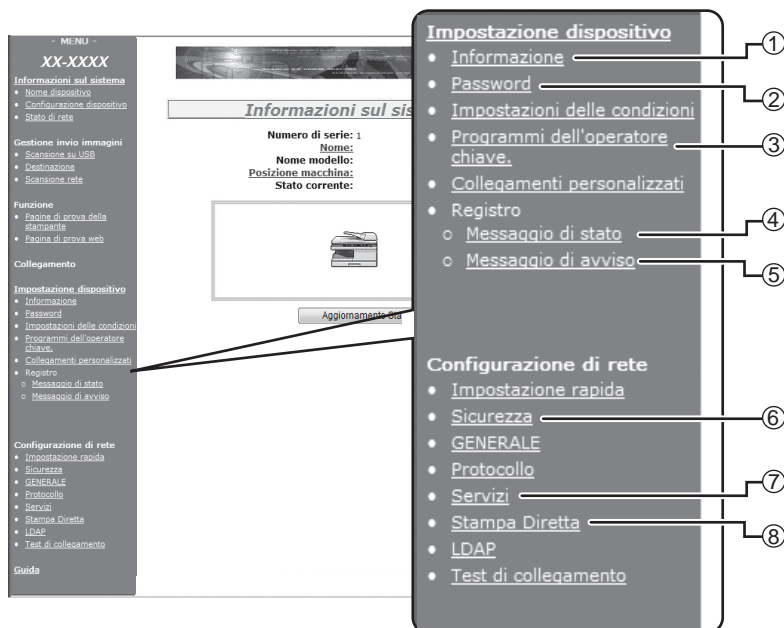 - MENU -
XX-XXXX
Informazioni sul sistema
Nome dispositivo
Configurazione dispositivo
Stato di rete
Gestione invio immagini
Scansione su USB
Destinazione
Scansione rete
Funzione
Pagine di prova della
stampante
Pagina di prova web
Collegamento
Impostazione dispositivo
Informazione
Password
Impostazioni delle condizioni
Programmi dell'operatore
chiave.
Collegamenti personalizzati
Registro
Messaggio di stato
Messaggio di avviso
Configurazione di rete
Impostazione rapida
Sicurezza
GENERALE
Protocollo
Servizi
Stampa Diretta
LDAP
Test di collegamento
Guida
Informazioni sul sis
Numero di serie: 1
Nome:
Nome modello:
Posizione macchina:
Stato corrente:
Aggiornamento Sta
Impostazione dispositivo
Informazione
Password
Impostazioni delle condizioni
Programmi dell'operatore
chiave.
Collegamenti personalizzati
Registro
Messaggio di stato
Messaggio di avviso
Configurazione di rete
Impostazione rapida
Sicurezza
GENERALE
Protocollo
Servizi
Stampa Diretta
LDAP
Test di collegamento
1
2
3
4
5
6
7
8